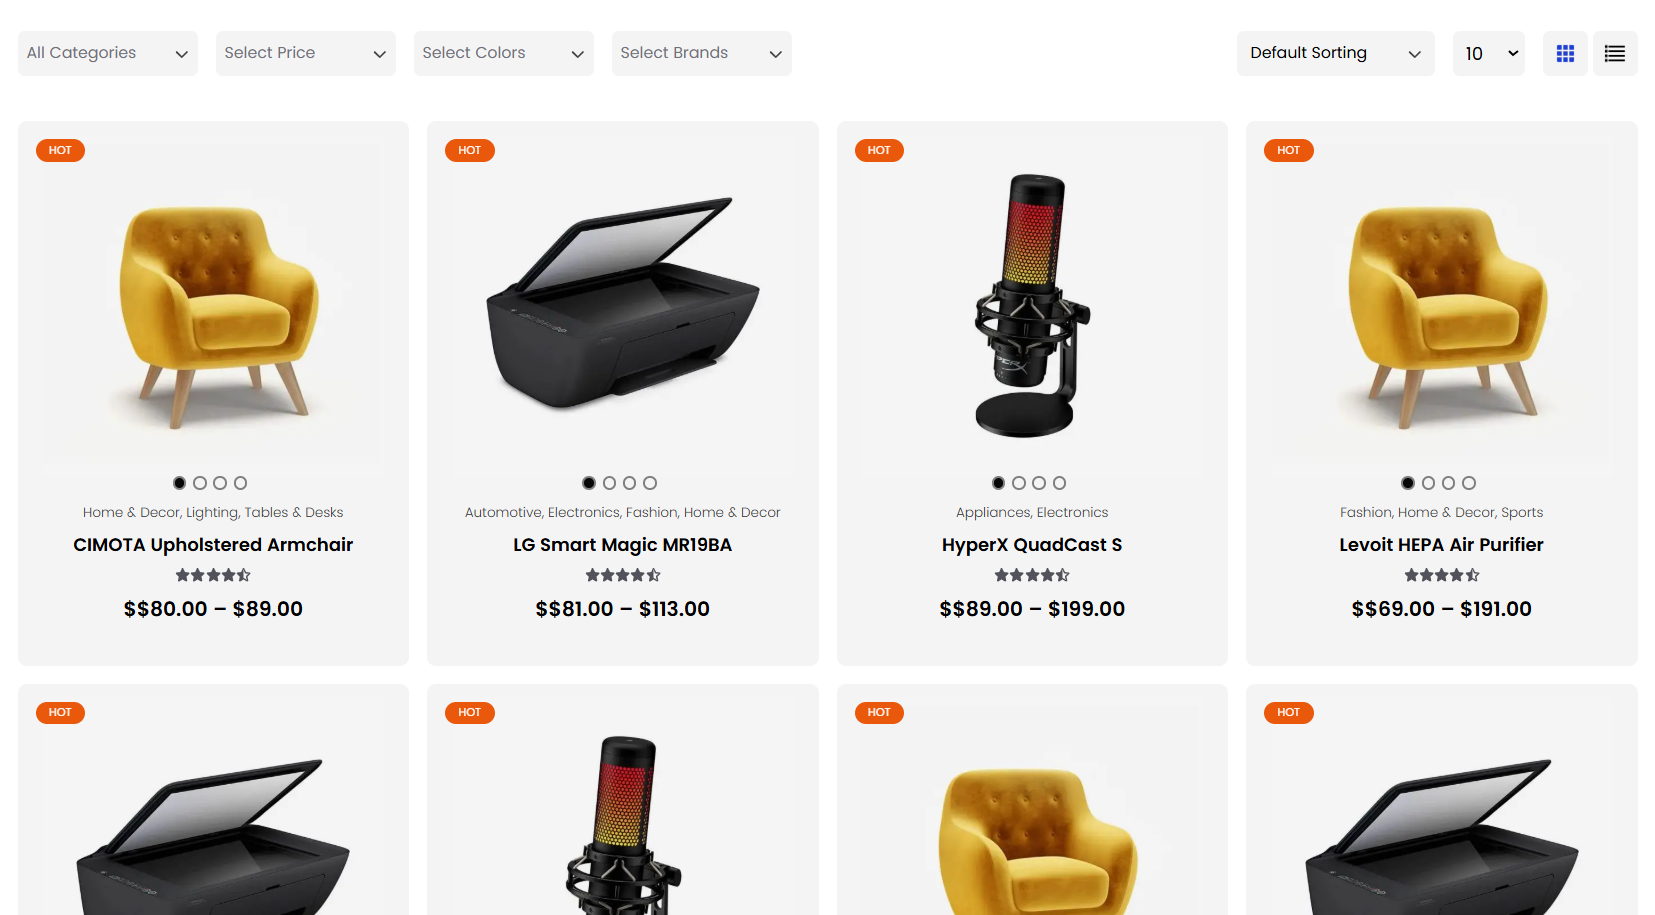 All Categories
Select Price
Select Colors
Select Brands
Default Sorting
10
HOT
HOT
HOT
HOT
Home & Decor, Lighting, Tables & Desks
CIMOTA Upholstered Armchair
$$80.00 – $89.00
Automotive, Electronics, Fashion, Home & Decor
LG Smart Magic MR19BA
$$81.00 – $113.00
Appliances, Electronics
HyperX QuadCast S
$$89.00 – $199.00
Fashion, Home & Decor, Sports
Levoit HEPA Air Purifier
$$69.00 – $191.00
HOT
HOT
HOT
HOT